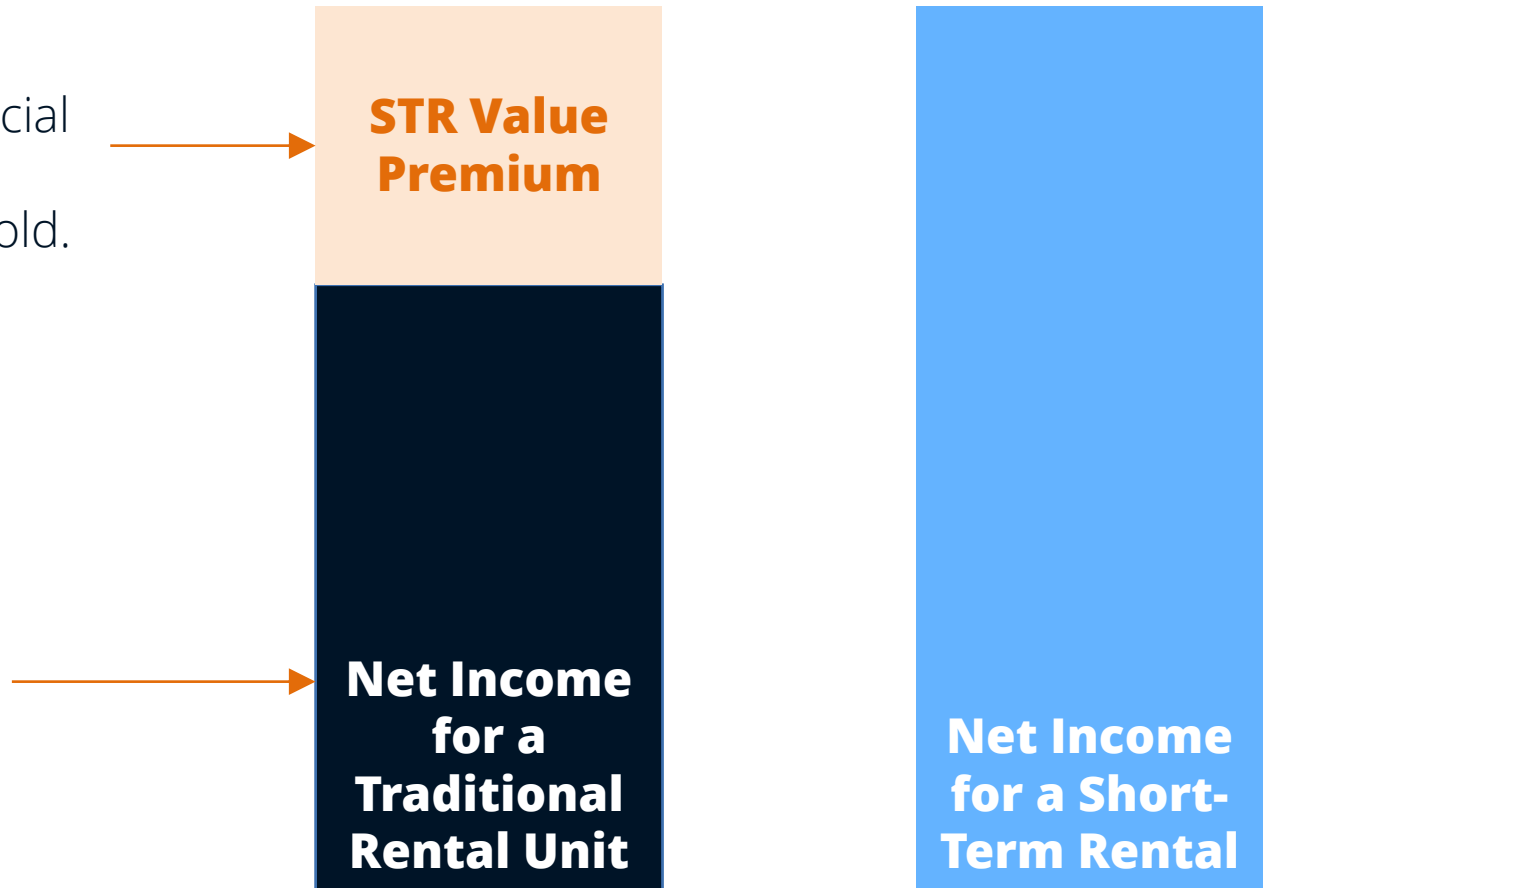 cial
old.
STR Value
Premium
Net Income
for a
Traditional
Rental Unit
Net Income
for a Short-
Term Rental